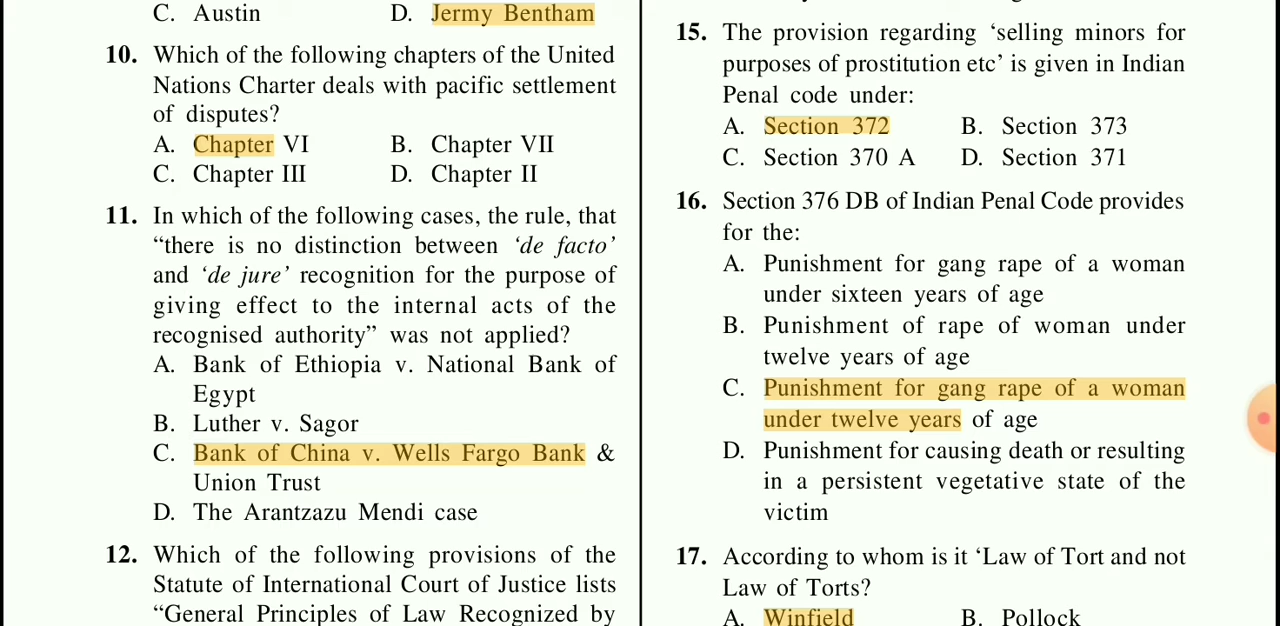 C. Austin D. Jermy Bentham
10. Which of the following chapters of the United
Nations Charter deals with pacific settlement
of disputes?
A. Chapter VI B. Chapter VII
C. Chapter III D. Chapter II
11. In which of the following cases, the rule, that
“there is no distinction between ‘de facto’
and ‘de jure’ recognition for the purpose of
giving effect to the internal acts of the
recognised authority” was not applied?
A. Bank of Ethiopia v. National Bank of
Egypt
B. Luther v. Sagor
C. Bank of China v. Wells Fargo Bank &
Union Trust
D. The Arantzazu Mendi case
12. Which of the following provisions of the
Statute of International Court of Justice lists
“General Principles of Law Recognized by
15. The provision regarding ‘selling minors for
purposes of prostitution etc’ is given in Indian
Penal code under:
A. Section 372 B. Section 373
C. Section 370 A D. Section 371
16. Section 376 DB of Indian Penal Code provides
for the:
A. Punishment for gang rape of a woman
under sixteen years of age
B. Punishment of rape of woman under
twelve years of age
C. Punishment for gang rape of a woman
under twelve years of age
D. Punishment for causing death or resulting
in a persistent vegetative state of the
victim
17. According to whom is it ‘Law of Tort and not
Law of Torts?
A. Winfield B. Pollock